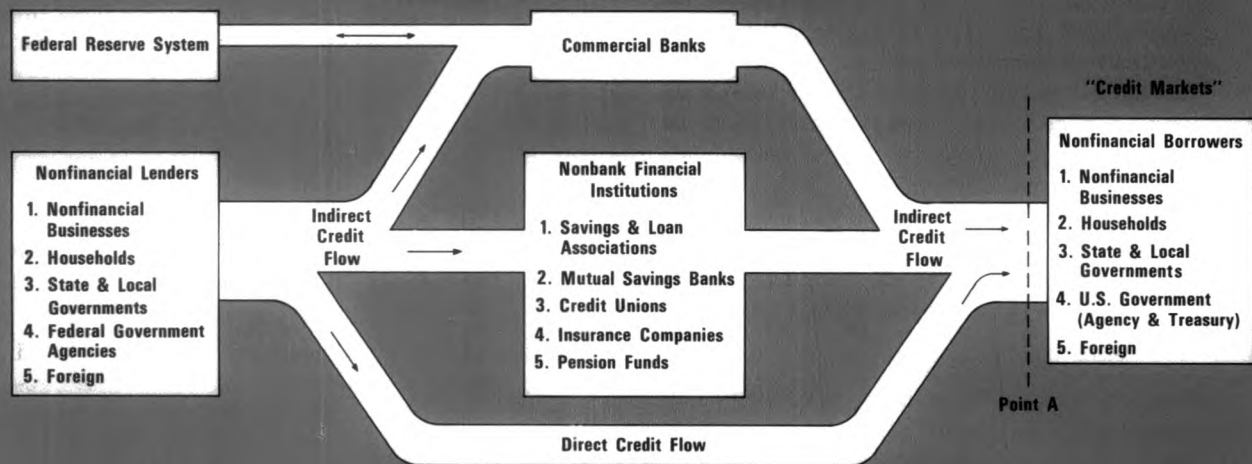 Federal Reserve System
Commercial Banks
"Credit Markets"
Nonfinancial Lenders
1. Nonfinancial
Businesses
2. Households
3. State & Local
Governments
4. Federal Government
Agencies
5. Foreign
Indirect
Credit
Flow
Nonbank Financial
Institutions
1. Savings & Loan
Associations
2. Mutual Savings Banks
3. Credit Unions
4. Insurance Companies
5. Pension Funds
Indirect
Credit
Flow
Nonfinancial Borrowers
1. Nonfinancial
Businesses
2. Households
3. State & Local
Governments
4. U.S. Government
(Agency & Treasury)
5. Foreign
Point A
Direct Credit Flow